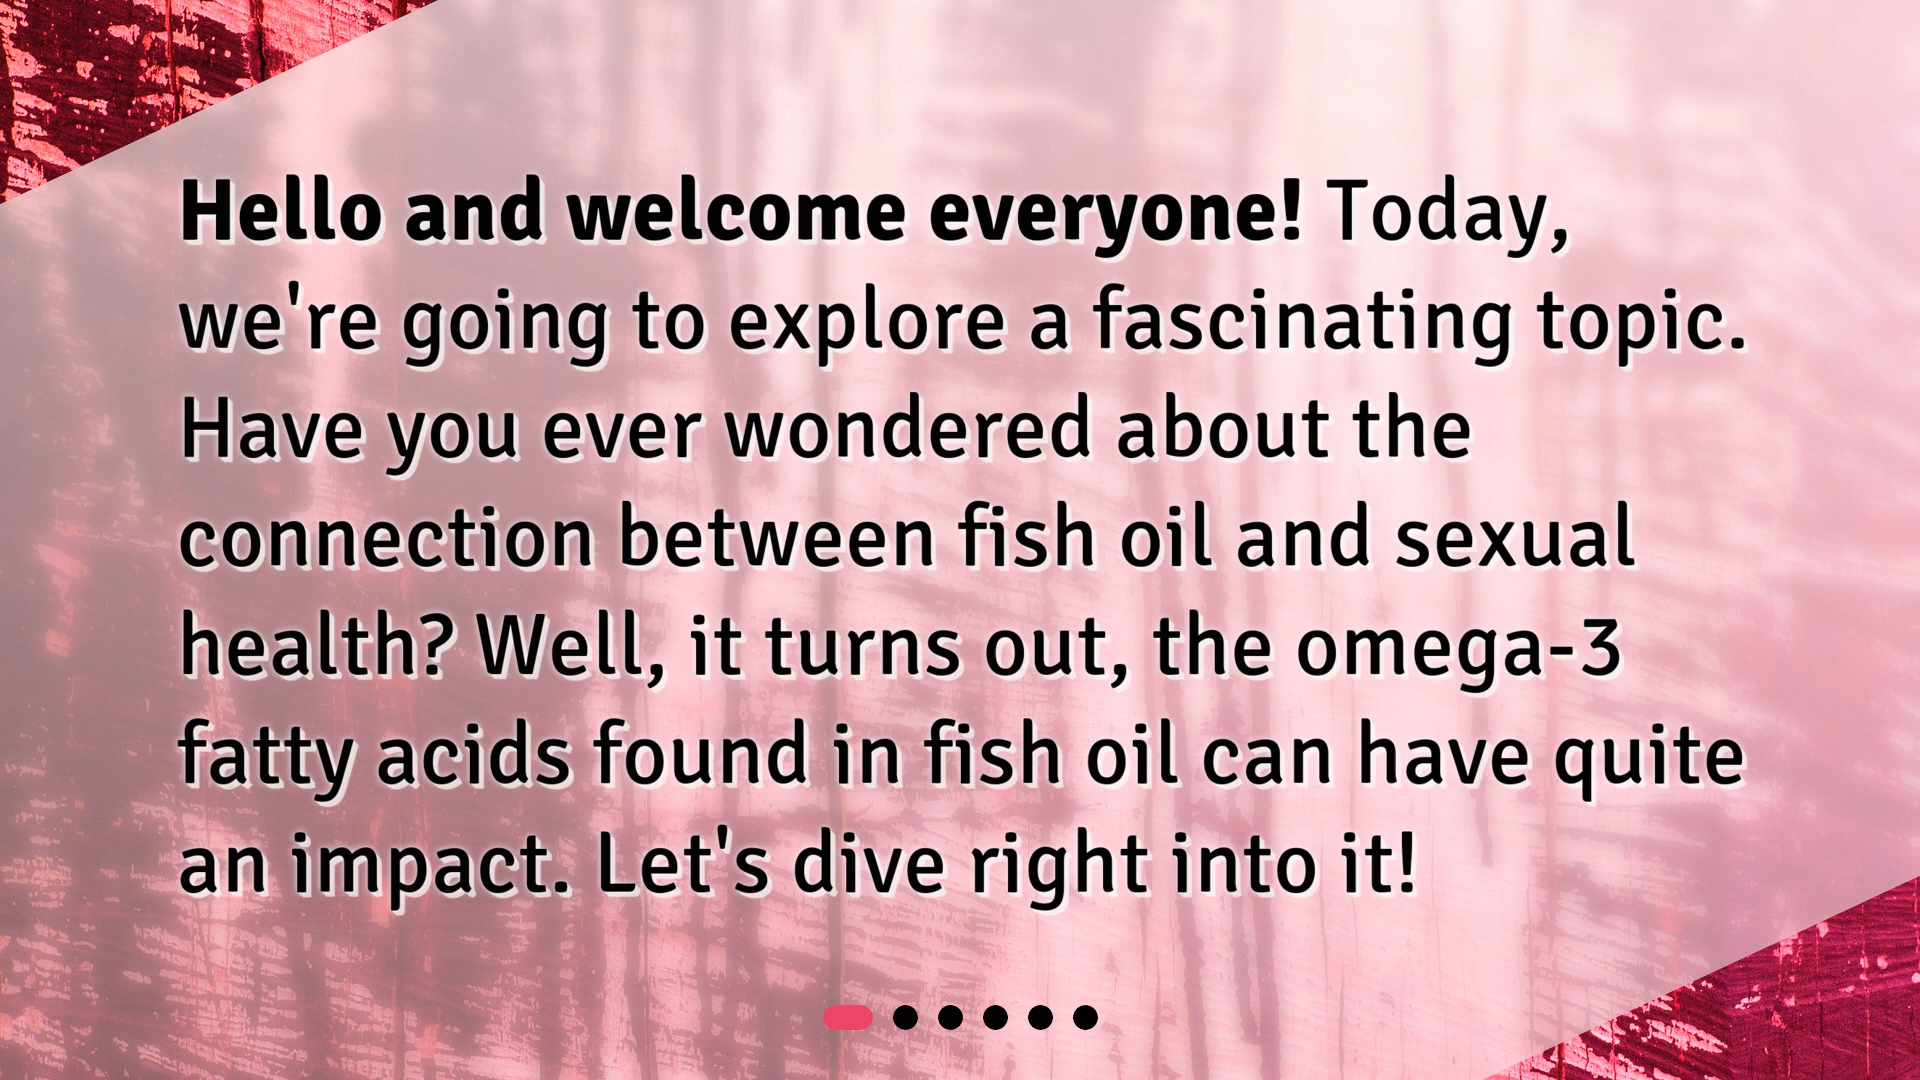 Hello and welcome everyone! Today,
we're going to explore a fascinating topic.
Have you ever wondered about the
connection between fish oil and sexual
health? Well, it turns out, the omega-3
fatty acids found in fish oil can have quite
an impact. Let's dive right into it!